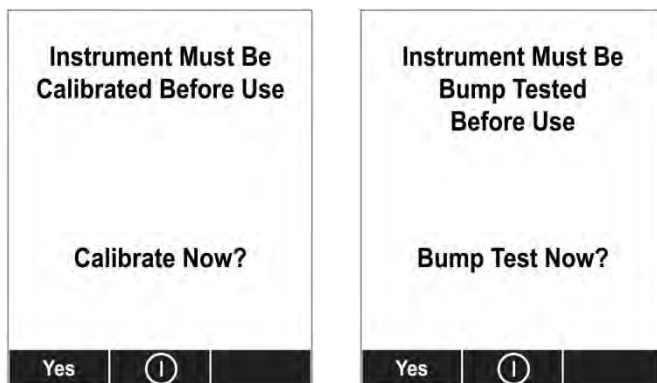 Instrument Must Be
Calibrated Before Use
Calibrate Now?
Yes
Instrument Must Be
Bump Tested
Before Use
Bump Test Now?
Yes